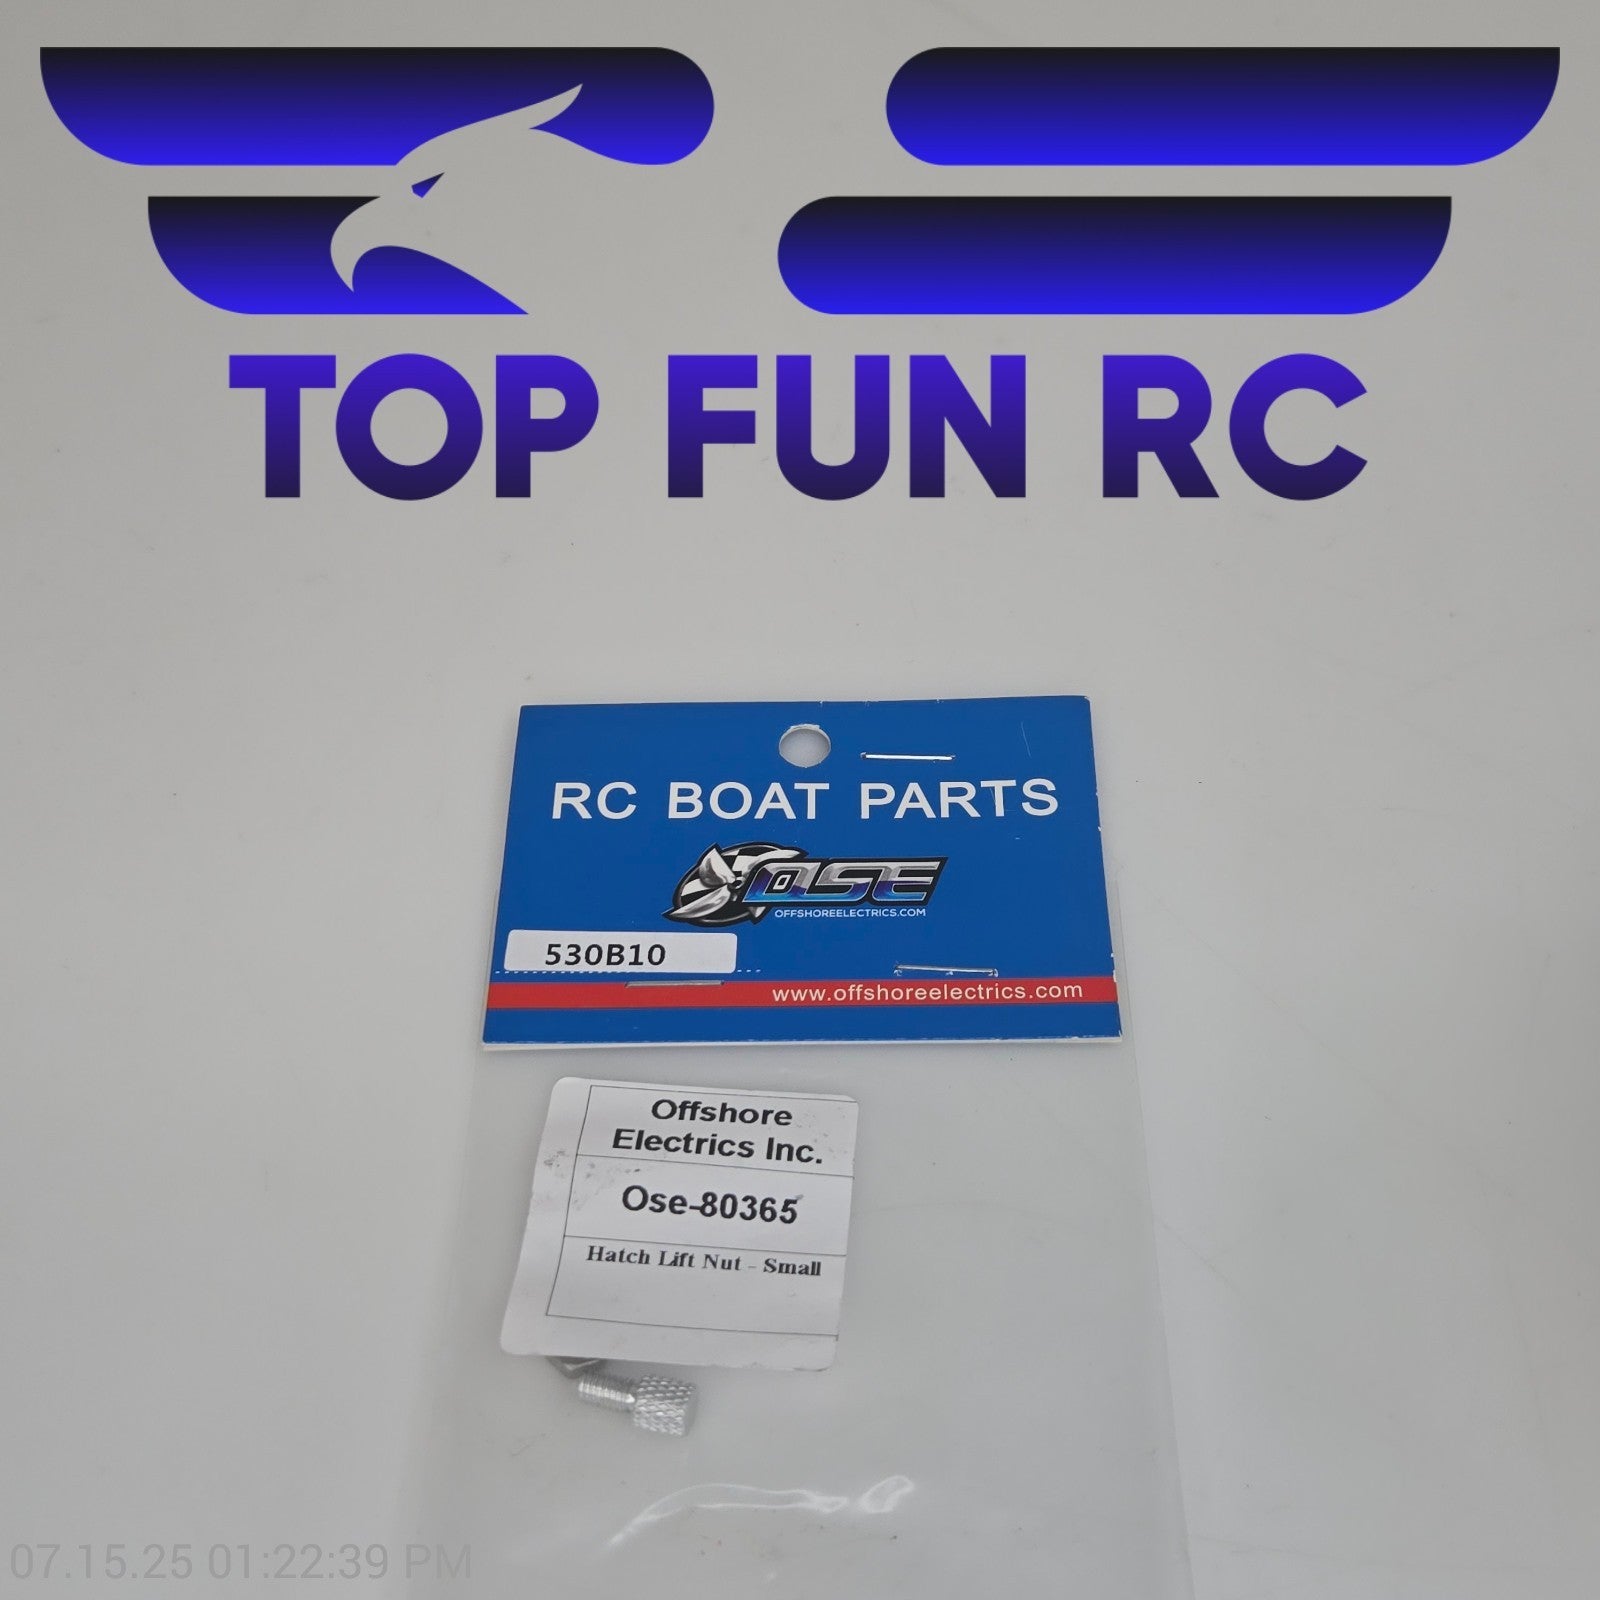 TOP FUN RC
RC BOAT PARTS
OSE
OFFSHOREELECTRICS.COM
530B10
www.offshoreelectrics.com
Offshore
Electrics Inc.
Ose-80365
Hatch Lift Nut - Small
07.15.25 01:22:39 PM